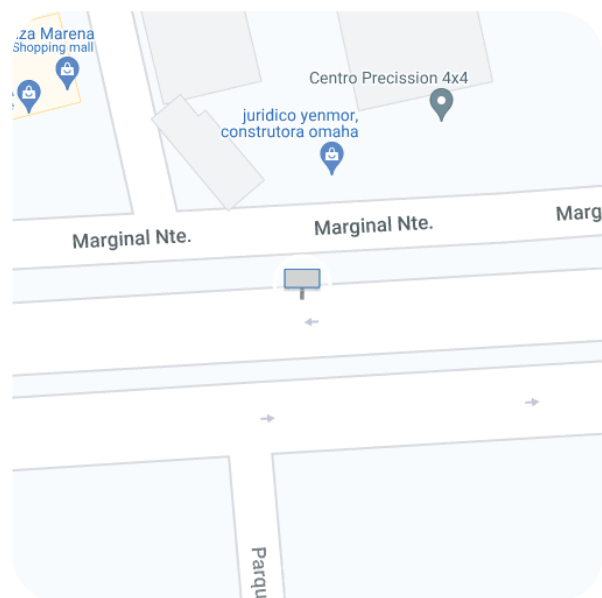 za Marena
Shopping mall
Centro Precission 4x4
juridico yenmor,
construtora omaha
Marginal Nte.
Marginal Nte.
Marg
Parqu